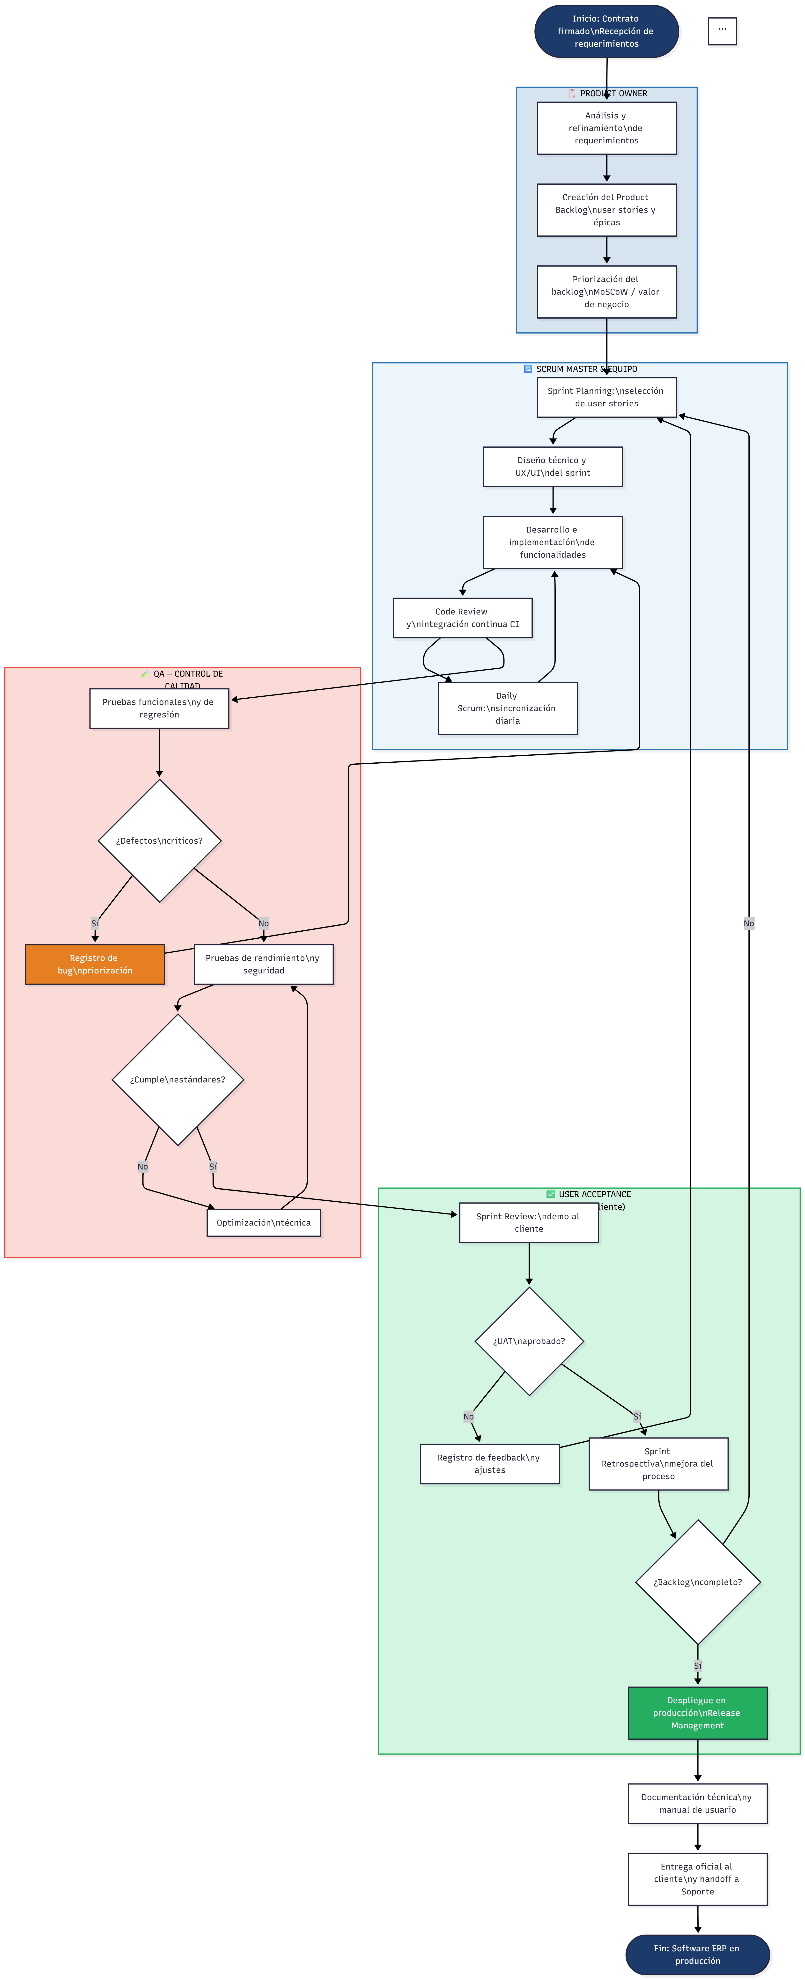 Inicio: Contrato
firmado\nRecepción de
requerimientos
...
PRODUCT OWNER
Análisis y
refinamiento\nde
requerimientos
Creación del Product
Backlog\nuser stories y
épicas
Priorización del
backlog\nMoSCoW / valor
de negocio
SCRUM MASTER & EQUIPO
Sprint Planning:\nselección
de user stories
Diseño técnico y
UX/UI\ndel sprint
Desarrollo e
implementación\nde
funcionalidades
Code Review
y\nintegración continua CI
Daily
Scrum:\nsincronización
diaria
QA – CONTROL DE
CALIDAD
Pruebas funcionales\ny de
regresión
¿Defectos\ncríticos?
Sí
No
Registro de
bug\npriorización
Pruebas de rendimiento\ny
seguridad
¿Cumple\nestándares?
No
Sí
Optimización\ntécnica
No
USER ACCEPTANCE
liente)
Sprint Review:\ndemo al
cliente
¿UAT\naprobado?
No
Sí
Registro de feedback\ny
ajustes
Sprint
Retrospectiva\nmejora del
proceso
¿Backlog\ncompleto?
Sí
Despliegue en
producción\nRelease
Management
Documentación técnica\ny
manual de usuario
Entrega oficial al
cliente\ny handoff a
Soporte
Fin: Software ERP en
producción